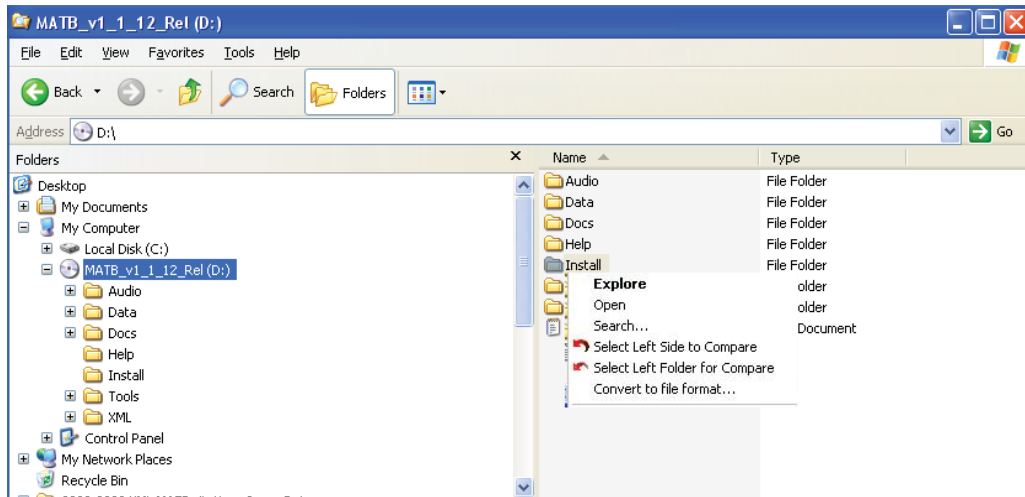 MATB_v1_1_12_Rel (D:)
File Edit View Favorites Tools Help
Back Search Folders
Address D:\ Go
Folders
Desktop
My Documents
My Computer
Local Disk (C:)
MATB_v1_1_12_Rel (D:)
Audio
Data
Docs
Help
Install
Tools
XML
Control Panel
My Network Places
Recycle Bin
Name Type
Audio File Folder
Data File Folder
Docs File Folder
Help File Folder
Install File Folder
older
older
Document
Explore
Open
Search...
Select Left Side to Compare
Select Left Folder for Compare
Convert to file format...